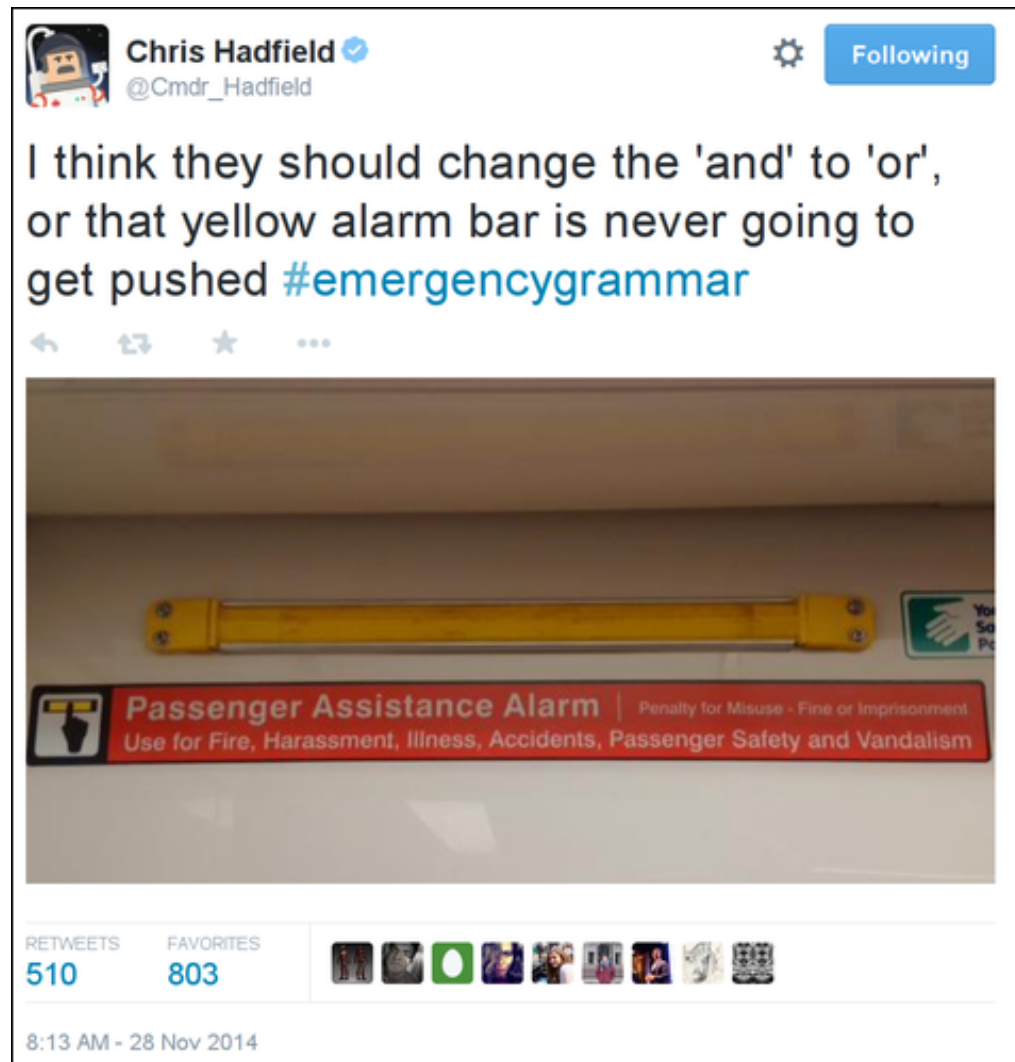 Chris Hadfield
@Cmdr_Hadfield
Following
I think they should change the 'and' to 'or',
or that yellow alarm bar is never going to
get pushed #emergencygrammar
Passenger Assistance Alarm | Penalty for Misuse - Fine or Imprisonment
Use for Fire, Harassment, Illness, Accidents, Passenger Safety and Vandalism
RETWEETS FAVORITES
510 803
8:13 AM - 28 Nov 2014